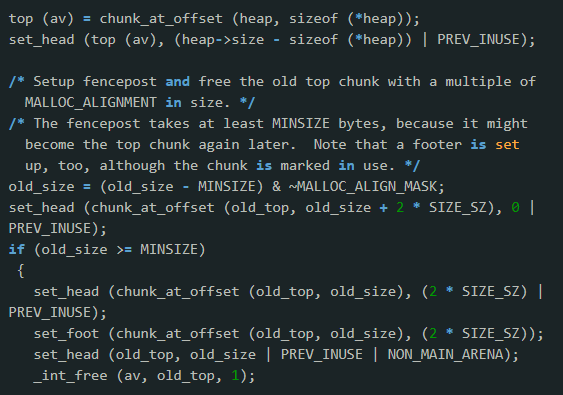 top (av) = chunk_at_offset (heap, sizeof (*heap));
set_head (top (av), (heap->size - sizeof (*heap)) | PREV_INUSE);

/* Setup fencepost and free the old top chunk with a multiple of
  MALLOC_ALIGNMENT in size. */
/* The fencepost takes at least MINSIZE bytes, because it might
  become the top chunk again later.  Note that a footer is set
  up, too, although the chunk is marked in use. */
old_size = (old_size - MINSIZE) & ~MALLOC_ALIGN_MASK;
set_head (chunk_at_offset (old_top, old_size + 2 * SIZE_SZ), 0 |
PREV_INUSE);
if (old_size >= MINSIZE)
 {
   set_head (chunk_at_offset (old_top, old_size), (2 * SIZE_SZ) |
PREV_INUSE);
   set_foot (chunk_at_offset (old_top, old_size), (2 * SIZE_SZ));
   set_head (old_top, old_size | PREV_INUSE | NON_MAIN_ARENA);
   _int_free (av, old_top, 1);